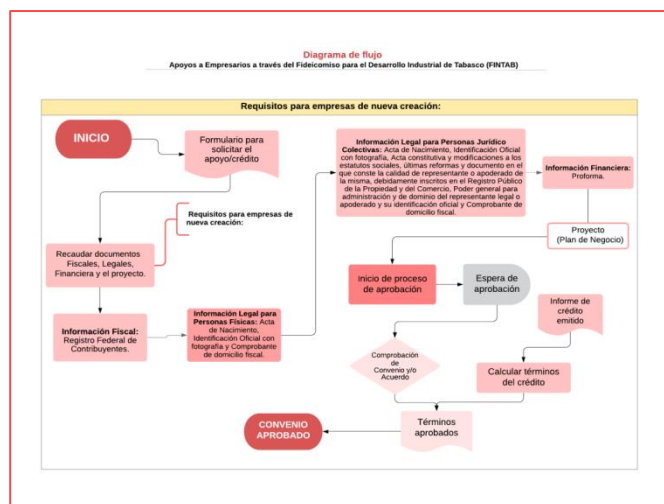 Diagrama de flujo
Apoyos a Empresarios a través del Fideicomiso para el Desarrollo Industrial de Tabasco (FINTAB)
Requisitos para empresas de nueva creación:
INICIO
Formulario para
solicitar el
apoyo/crédito
Requisitos para empresas de
nueva creación:
Recaudar documentos
Fiscales, Legales,
Financiera y el proyecto.
Información Fiscal:
Registro Federal de
Contribuyentes.
Información Legal para
Personas Físicas: Acta
de Nacimiento,
Identificación Oficial con
fotografía y Comprobante
de domicilio fiscal.
Información Legal para Personas Jurídico
Colectivas: Acta de Nacimiento, Identificación Oficial
con fotografía, Acta constitutiva y modificaciones a los
estatutos sociales, últimas reformas y documento en el
que conste la calidad de representante o apoderado de
la misma, debidamente inscritos en el Registro Público
de la Propiedad y del Comercio, Poder general para
administración y de dominio del representante legal o
apoderado y su identificación oficial y Comprobante de
domicilio fiscal.
Información Financiera:
Proforma.
Proyecto
(Plan de Negocio)
Inicio de proceso
de aprobación
Espera de
aprobación
Informe de
crédito
emitido
Comprobación
de
Convenio y/o
Acuerdo
Calcular términos
del crédito
Términos
aprobados
CONVENIO
APROBADO